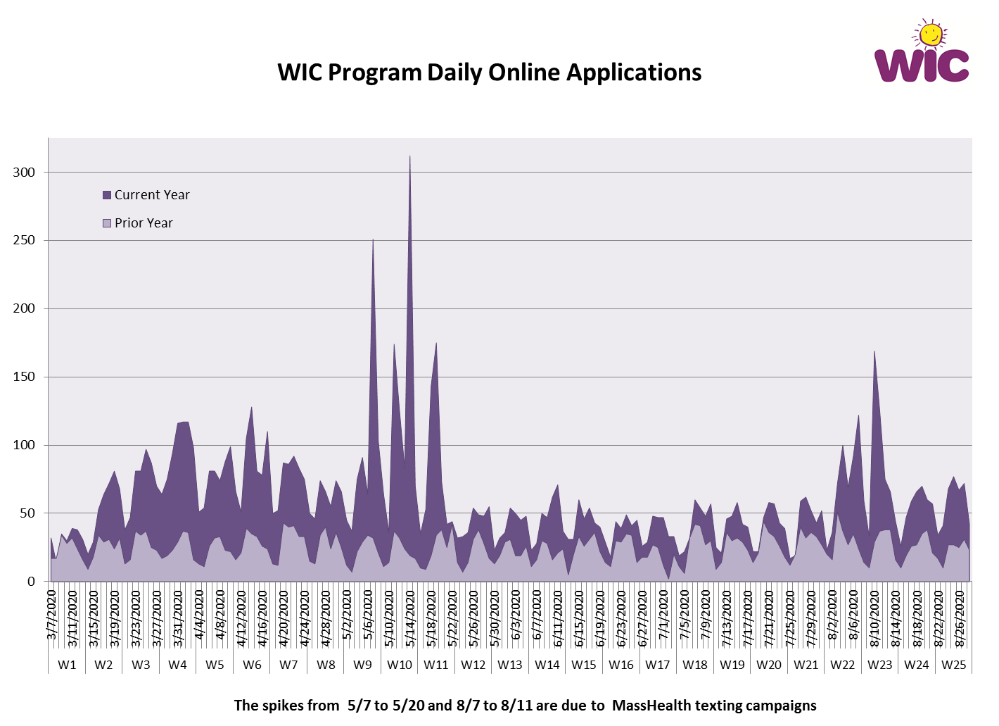 WIC
WIC Program Daily Online Applications
300
250
200
150
100
50
0
Current Year
Prior Year
3/7/2020 3/11/2020 3/15/2020 3/19/2020 3/23/2020 3/27/2020 3/31/2020 4/4/2020 4/8/2020 4/12/2020 4/16/2020 4/20/2020 4/24/2020 4/28/2020 5/2/2020 5/6/2020 5/10/2020 5/14/2020 5/18/2020 5/22/2020 5/26/2020 5/30/2020 6/3/2020 6/7/2020 6/11/2020 6/15/2020 6/19/2020 6/23/2020 6/27/2020 7/1/2020 7/5/2020 7/9/2020 7/13/2020 7/17/2020 7/21/2020 7/25/2020 7/29/2020 8/2/2020 8/6/2020 8/10/2020 8/14/2020 8/18/2020 8/22/2020 8/26/2020
W1 W2 W3 W4 W5 W6 W7 W8 W9 W10 W11 W12 W13 W14 W15 W16 W17 W18 W19 W20 W21 W22 W23 W24 W25
The spikes from 5/7 to 5/20 and 8/7 to 8/11 are due to MassHealth texting campaigns